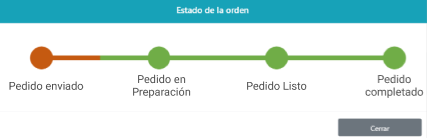 Estado de la orden
Pedido enviado
Pedido en
Preparación
Pedido Listo
Pedido
completado
Cerrar